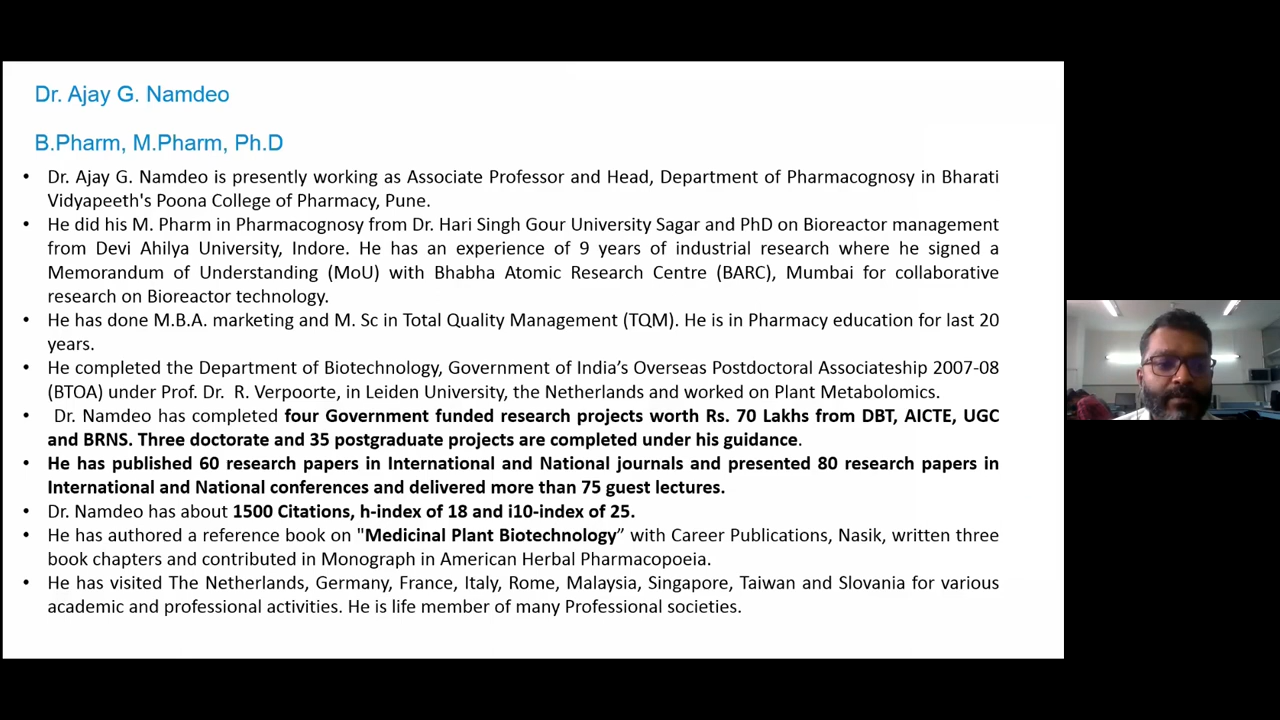 Dr. Ajay G. Namdeo
B.Pharm, M.Pharm, Ph.D
• Dr. Ajay G. Namdeo is presently working as Associate Professor and Head, Department of Pharmacognosy in Bharati
Vidyapeeth's Poona College of Pharmacy, Pune.
• He did his M. Pharm in Pharmacognosy from Dr. Hari Singh Gour University Sagar and PhD on Bioreactor management
from Devi Ahilya University, Indore. He has an experience of 9 years of industrial research where he signed a
Memorandum of Understanding (MoU) with Bhabha Atomic Research Centre (BARC), Mumbai for collaborative
research on Bioreactor technology.
• He has done M.B.A. marketing and M. Sc in Total Quality Management (TQM). He is in Pharmacy education for last 20
years.
• He completed the Department of Biotechnology, Government of India’s Overseas Postdoctoral Associateship 2007-08
(BTOA) under Prof. Dr. R. Verpoorte, in Leiden University, the Netherlands and worked on Plant Metabolomics.
• Dr. Namdeo has completed four Government funded research projects worth Rs. 70 Lakhs from DBT, AICTE, UGC
and BRNS. Three doctorate and 35 postgraduate projects are completed under his guidance.
• He has published 60 research papers in International and National journals and presented 80 research papers in
International and National conferences and delivered more than 75 guest lectures.
• Dr. Namdeo has about 1500 Citations, h-index of 18 and i10-index of 25.
• He has authored a reference book on "Medicinal Plant Biotechnology” with Career Publications, Nasik, written three
book chapters and contributed in Monograph in American Herbal Pharmacopoeia.
• He has visited The Netherlands, Germany, France, Italy, Rome, Malaysia, Singapore, Taiwan and Slovania for various
academic and professional activities. He is life member of many Professional societies.